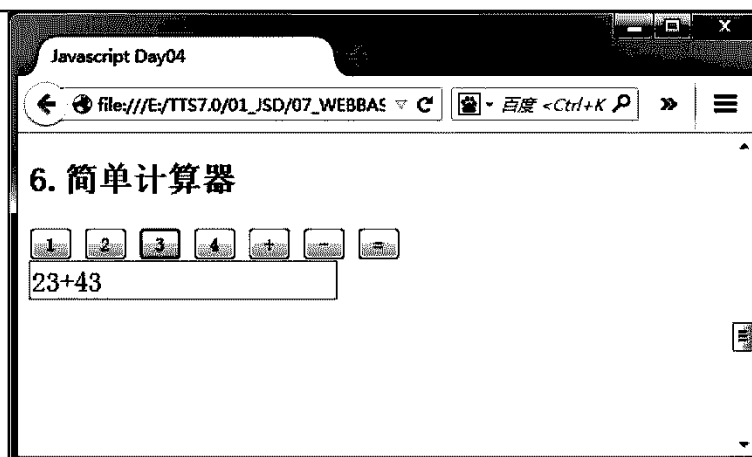 Javascript Day04
file:///E:/TTS7.0/01_JSD/07_WEBBAS
百度 <Ctrl+K
6. 简单计算器
1 2 3 4 + - =
23+43